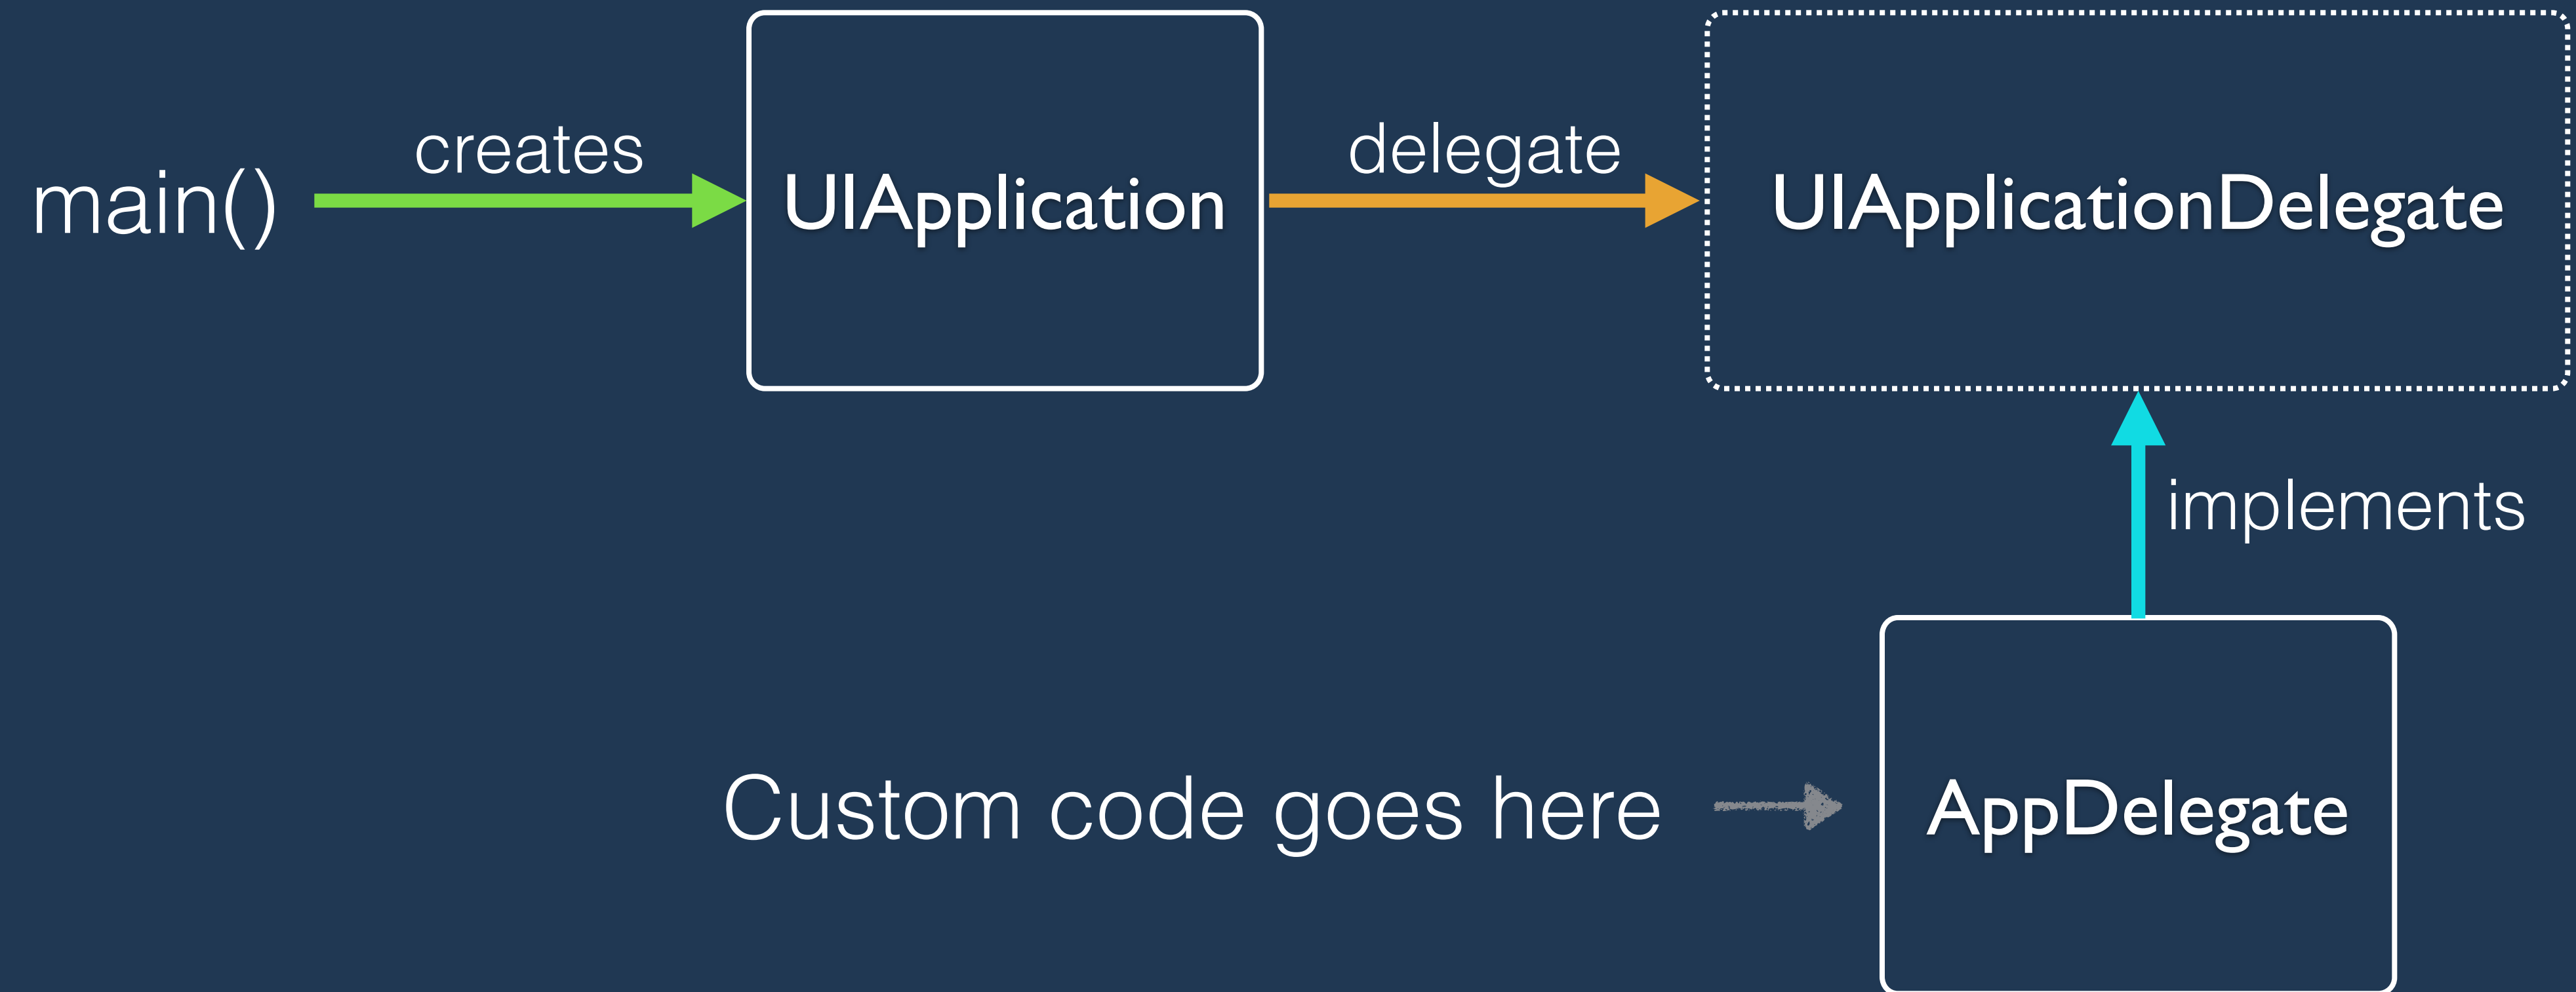 main()
creates
UIApplication
delegate
UIApplicationDelegate
implements
Custom code goes here
AppDelegate